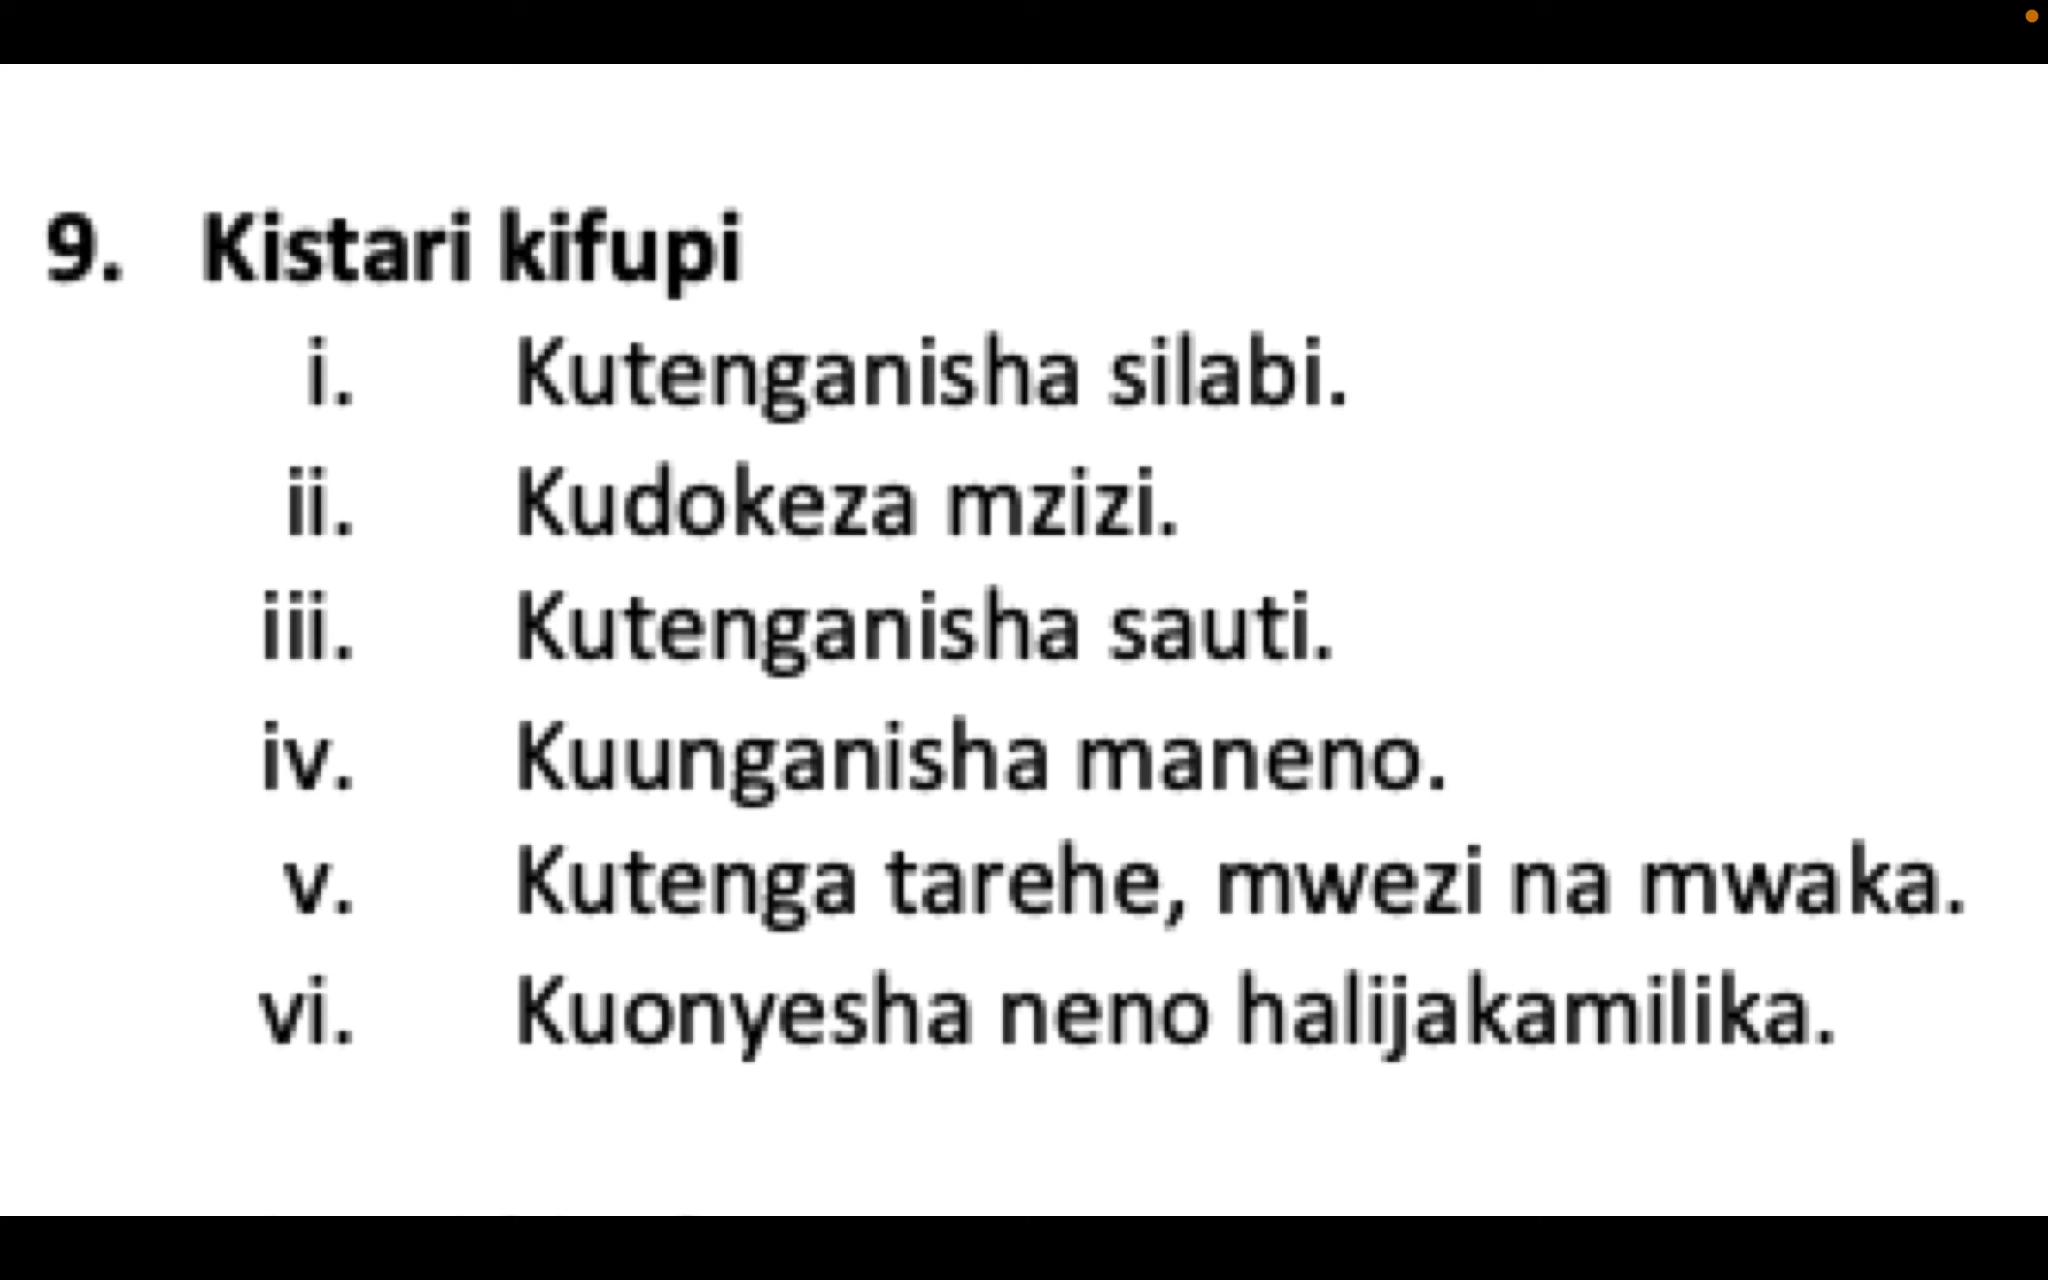 9. Kistari kifupi
i. Kutenganisha silabi.
ii. Kudokeza mzizi.
iii. Kutenganisha sauti.
iv. Kuunganisha maneno.
v. Kutenga tarehe, mwezi na mwaka.
vi. Kuonyesha neno halijakamilika.